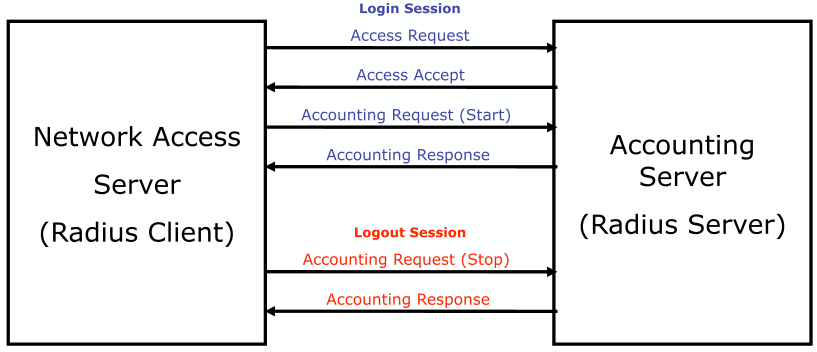 Login Session
Access Request
Access Accept
Accounting Request (Start)
Accounting Response
Network Access
Server
(Radius Client)
Accounting
Server
(Radius Server)
Logout Session
Accounting Request (Stop)
Accounting Response